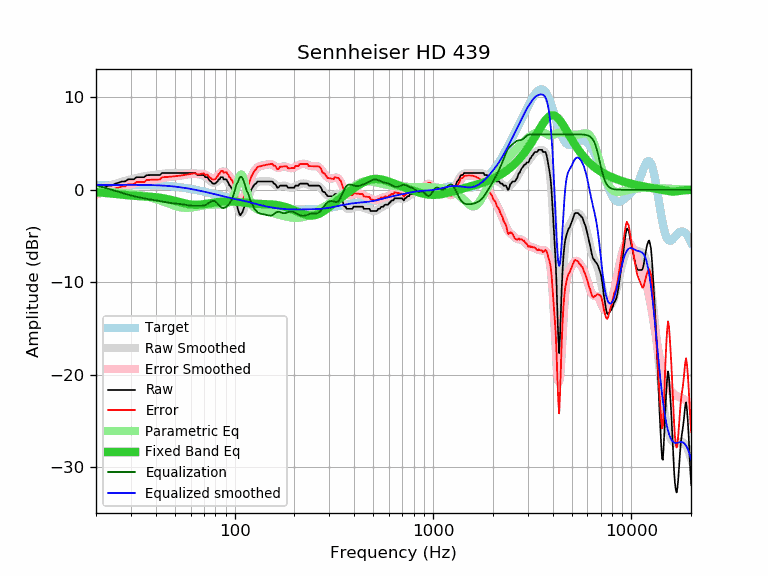 Sennheiser HD 439
Amplitude (dBr)
10
0
−10
−20
−30
Target
Raw Smoothed
Error Smoothed
Raw
Error
Parametric Eq
Fixed Band Eq
Equalization
Equalized smoothed
100
1000
10000
Frequency (Hz)